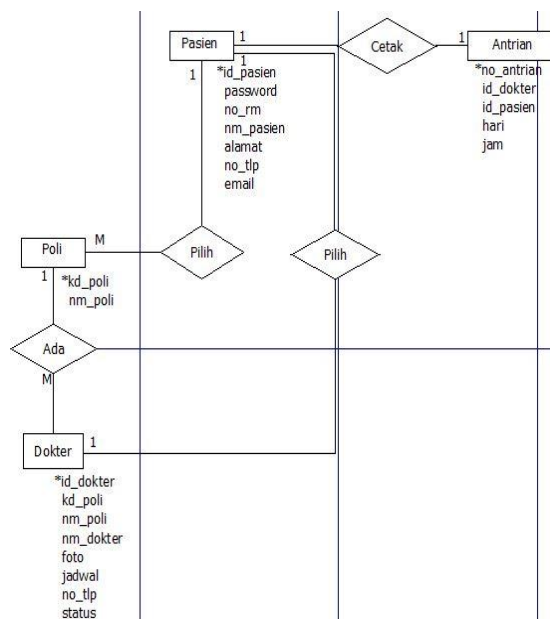 Pasien
1
1
1
*id_pasien
password
no_rm
nm_pasien
alamat
no_tlp
email
Cetak
1
Antrian
*no_antrian
id_dokter
id_pasien
hari
jam
Poli
M
1
*kd_poli
nm_poli
Pilih
Pilih
Ada
M
Dokter
1
*id_dokter
kd_poli
nm_poli
nm_dokter
foto
jadwal
no_tlp
status